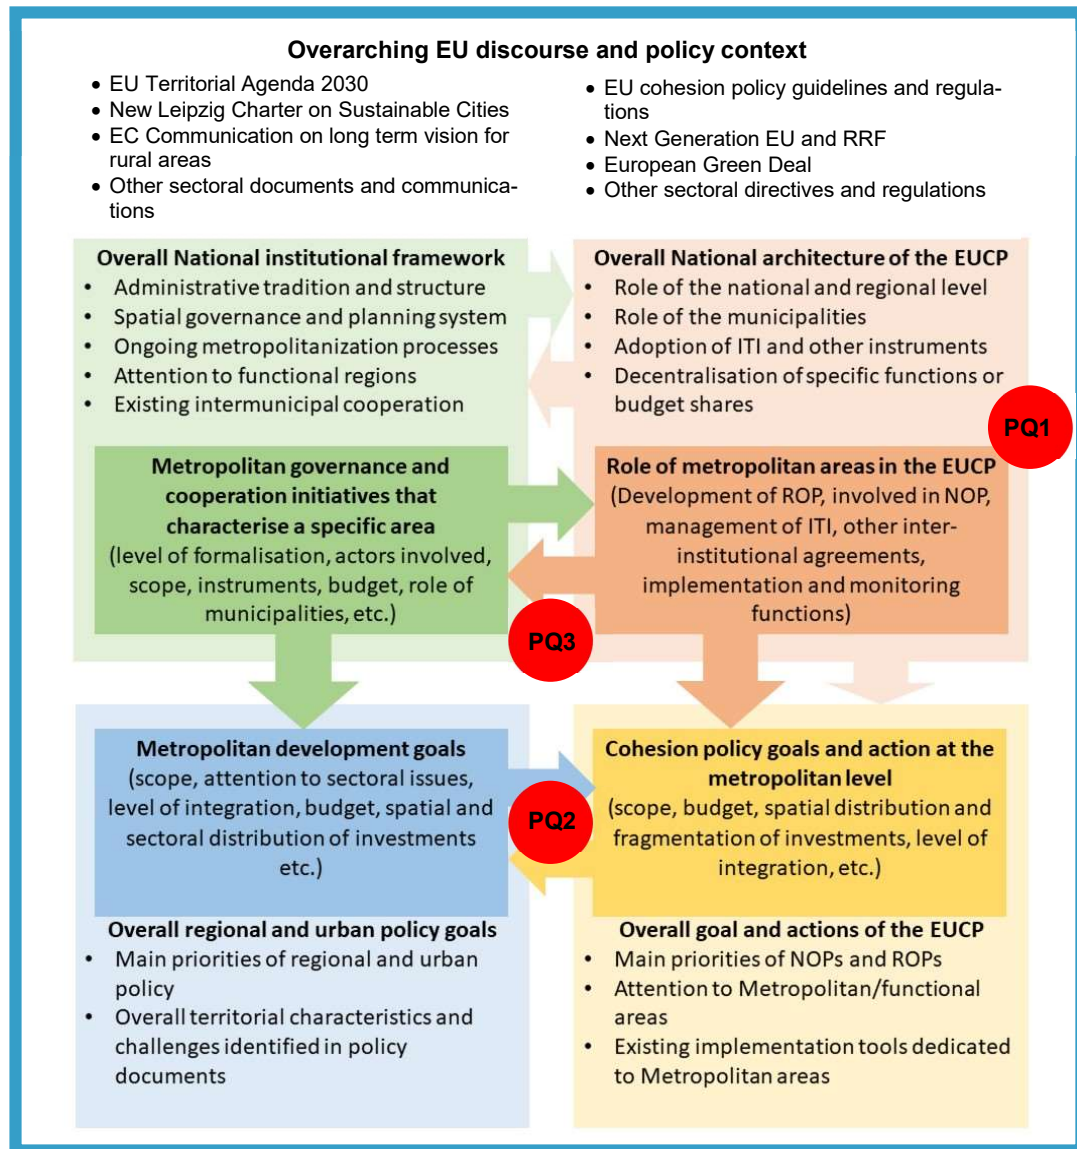 Overarching EU discourse and policy context
• EU Territorial Agenda 2030
• New Leipzig Charter on Sustainable Cities
• EC Communication on long term vision for
rural areas
• Other sectoral documents and communica-
tions
• EU cohesion policy guidelines and regula-
tions
• Next Generation EU and RRF
• European Green Deal
• Other sectoral directives and regulations
Overall National institutional framework
• Administrative tradition and structure
• Spatial governance and planning system
• Ongoing metropolitanization processes
• Attention to functional regions
• Existing intermunicipal cooperation
Overall National architecture of the EUCP
• Role of the national and regional level
• Role of the municipalities
• Adoption of ITI and other instruments
• Decentralisation of specific functions or
budget shares
PQ1
Metropolitan governance and
cooperation initiatives that
characterise a specific area
(level of formalisation, actors involved,
scope, instruments, budget, role of
municipalities, etc.)
Role of metropolitan areas in the EUCP
(Development of ROP, involved in NOP,
management of ITI, other inter-
institutional agreements,
implementation and monitoring
functions)
PQ3
Metropolitan development goals
(scope, attention to sectoral issues,
level of integration, budget, spatial and
sectoral distribution of investments
etc.)
PQ2
Cohesion policy goals and action at the
metropolitan level
(scope, budget, spatial distribution and
fragmentation of investments, level of
integration, etc.)
Overall regional and urban policy goals
• Main priorities of regional and urban
policy
• Overall territorial characteristics and
challenges identified in policy
documents
Overall goal and actions of the EUCP
• Main priorities of NOPs and ROPs
• Attention to Metropolitan/functional
areas
• Existing implementation tools dedicated
to Metropolitan areas